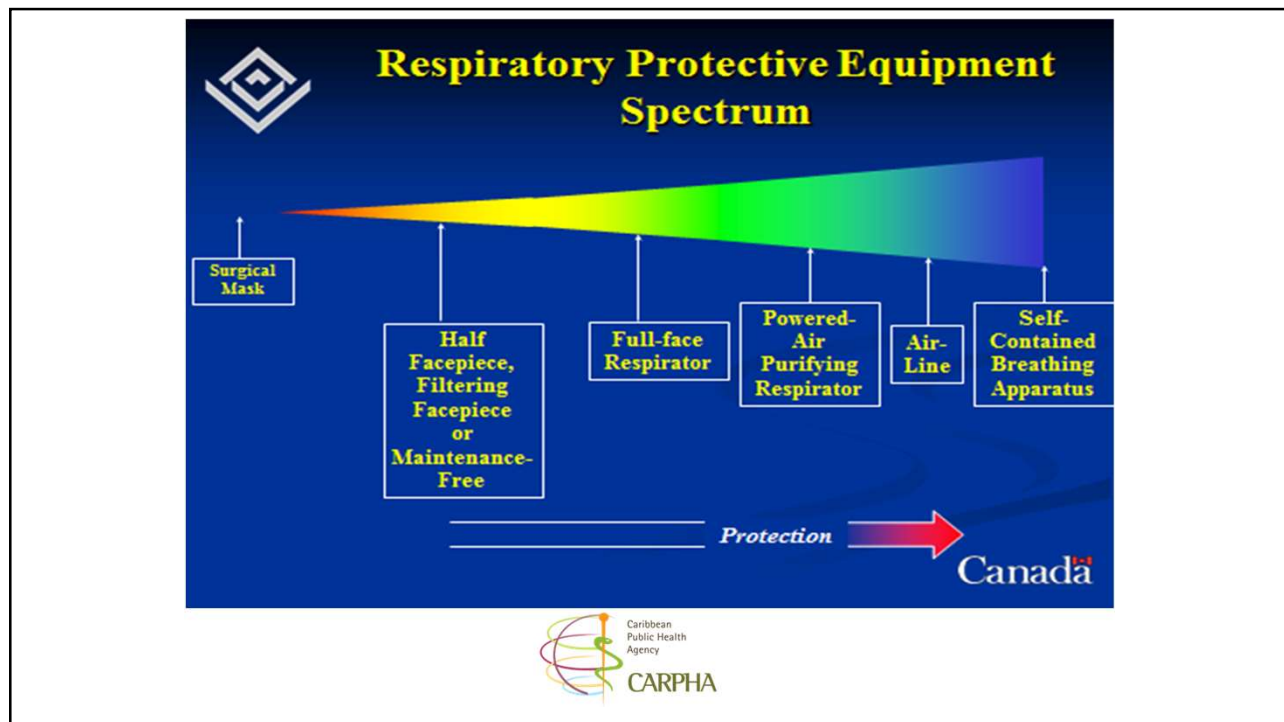 Respiratory Protective Equipment
Spectrum
Surgical
Mask
Half
Facepiece,
Filtering
Facepiece
or
Maintenance-
Free
Full-face
Respirator
Powered-
Air
Purifying
Respirator
Air-
Line
Self-
Contained
Breathing
Apparatus
Protection
Canada
Caribbean
Public Health
Agency
CARPHA